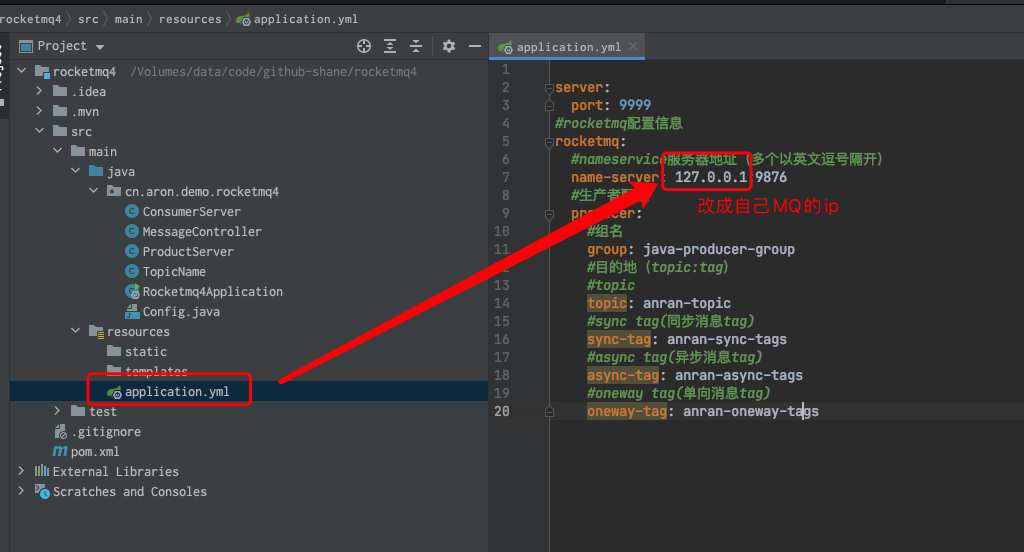 rocketmq4 〉 src 〉 main 〉 resources 〉 application.yml
Project
rocketmq4 /Volumes/data/code/github-shane/rocketmq4
.idea
.mvn
src
main
java
cn.aron.demo.rocketmq4
ConsumerServer
MessageController
ProductServer
TopicName
Rocketmq4Application
Config.java
resources
static
templates
application.yml
test
.gitignore
pom.xml
External Libraries
Scratches and Consoles
application.yml
1
2 server:
3 port: 9999
4 #rocketmq配置信息
5 rocketmq:
6 #nameservice服务器地址（多个以英文逗号隔开）
7 name-server: 127.0.0.1:9876
改成自己MQ的ip
8 #生产者
9 producer:
10 #组名
11 group: java-producer-group
12 #目的地（topic:tag）
13 #topic
14 topic: anran-topic
15 #sync tag(同步消息tag)
16 sync-tag: anran-sync-tags
17 #async tag(异步消息tag)
18 async-tag: anran-async-tags
19 #oneway tag(单向消息tag)
20 oneway-tag: anran-oneway-tags